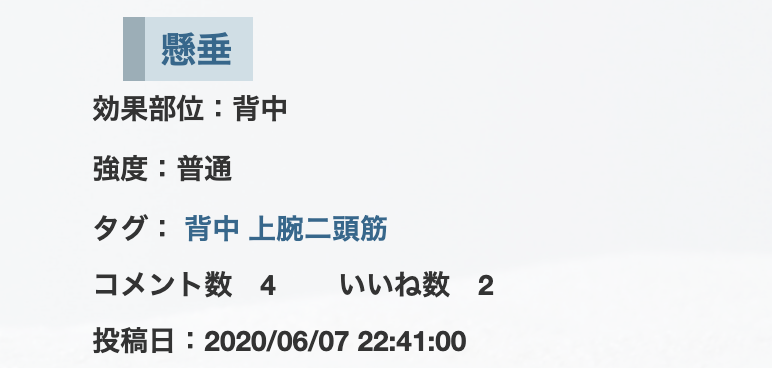 懸垂
効果部位：背中
強度：普通
タグ： 背中 上腕二頭筋
コメント数　4　　いいね数　2
投稿日：2020/06/07 22:41:00